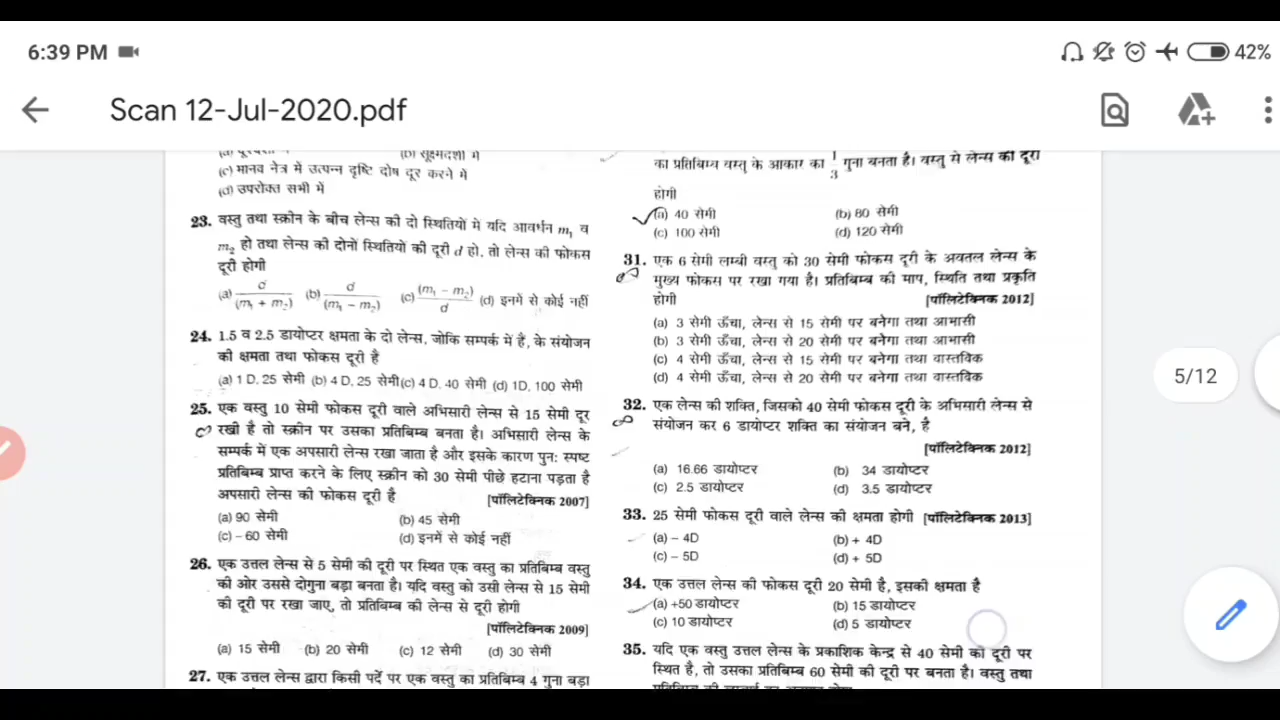 6:39 PM
42%
Scan 12-Jul-2020.pdf
(b) सूक्ष्मदर्शी में
(c) मानव नेत्र में उत्पन्न दृष्टि दोष दूर करने में
(d) उपरोक्त सभी में
23. वस्तु तथा स्क्रीन के बीच लेन्स की दो स्थितियों में यदि आवर्धन m₁ व
m₂ हो तथा लेन्स की दोनों स्थितियों की दूरी d हो, तो लेन्स की फोकस
दूरी होगी
(a) d/(m₁ + m₂) (b) d/(m₁ − m₂) (c) (m₁ − m₂)/d (d) इनमें से कोई नहीं
24. 1.5 व 2.5 डायोप्टर क्षमता के दो लेन्स, जोकि सम्पर्क में हैं, के संयोजन
की क्षमता तथा फोकस दूरी है
(a) 1 D, 25 सेमी (b) 4 D, 25 सेमी (c) 4 D, 40 सेमी (d) 1D, 100 सेमी
25. एक वस्तु 10 सेमी फोकस दूरी वाले अभिसारी लेन्स से 15 सेमी दूर
रखी है तो स्क्रीन पर उसका प्रतिबिम्ब बनता है। अभिसारी लेन्स के
सम्पर्क में एक अपसारी लेन्स रखा जाता है और इसके कारण पुनः स्पष्ट
प्रतिबिम्ब प्राप्त करने के लिए स्क्रीन को 30 सेमी पीछे हटाना पड़ता है
अपसारी लेन्स की फोकस दूरी है [पॉलिटेक्निक 2007]
(a) 90 सेमी (b) 45 सेमी
(c) – 60 सेमी (d) इनमें से कोई नहीं
26. एक उत्तल लेन्स से 5 सेमी की दूरी पर स्थित एक वस्तु का प्रतिबिम्ब वस्तु
की ओर उससे दोगुना बड़ा बनता है। यदि वस्तु को उसी लेन्स से 15 सेमी
की दूरी पर रखा जाए, तो प्रतिबिम्ब की लेन्स से दूरी होगी
[पॉलिटेक्निक 2009]
(a) 15 सेमी (b) 20 सेमी (c) 12 सेमी (d) 30 सेमी
27. एक उत्तल लेन्स द्वारा किसी पर्दे पर एक वस्तु का प्रतिबिम्ब 4 गुना बड़ा
का प्रतिबिम्ब वस्तु के आकार का 1/3 गुना बनता है। वस्तु से लेन्स की दूरी
होगी
(a) 40 सेमी (b) 80 सेमी
(c) 100 सेमी (d) 120 सेमी
31. एक 6 सेमी लम्बी वस्तु को 30 सेमी फोकस दूरी के अवतल लेन्स के
मुख्य फोकस पर रखा गया है। प्रतिबिम्ब की माप, स्थिति तथा प्रकृति
होगी [पॉलिटेक्निक 2012]
(a) 3 सेमी ऊँचा, लेन्स से 15 सेमी पर बनेगा तथा आभासी
(b) 3 सेमी ऊँचा, लेन्स से 20 सेमी पर बनेगा तथा आभासी
(c) 4 सेमी ऊँचा, लेन्स से 15 सेमी पर बनेगा तथा वास्तविक
(d) 4 सेमी ऊँचा, लेन्स से 20 सेमी पर बनेगा तथा वास्तविक
32. एक लेन्स की शक्ति, जिसको 40 सेमी फोकस दूरी के अभिसारी लेन्स से
संयोजन कर 6 डायोप्टर शक्ति का संयोजन बने, है
[पॉलिटेक्निक 2012]
(a) 16.66 डायोप्टर (b) 34 डायोप्टर
(c) 2.5 डायोप्टर (d) 3.5 डायोप्टर
33. 25 सेमी फोकस दूरी वाले लेन्स की क्षमता होगी [पॉलिटेक्निक 2013]
(a) – 4D (b) + 4D
(c) – 5D (d) + 5D
34. एक उत्तल लेन्स की फोकस दूरी 20 सेमी है, इसकी क्षमता है
(a) +50 डायोप्टर (b) 15 डायोप्टर
(c) 10 डायोप्टर (d) 5 डायोप्टर
35. यदि एक वस्तु उत्तल लेन्स के प्रकाशिक केन्द्र से 40 सेमी की दूरी पर
स्थित है, तो उसका प्रतिबिम्ब 60 सेमी की दूरी पर बनता है। वस्तु तथा
5/12